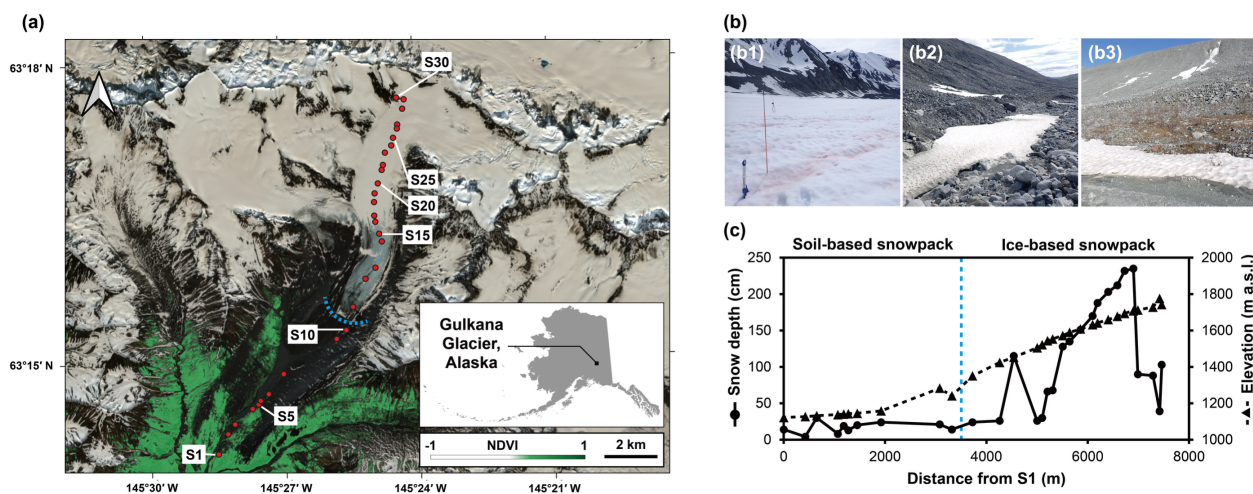 (a)
63°18' N
63°15' N
S30
S25
S20
S15
S10
S5
S1
Gulkana
Glacier,
Alaska
-1 NDVI 1 2 km
145°30' W 145°27' W 145°24' W 145°21' W
(b)
(b1) (b2) (b3)
(c)
Soil-based snowpack Ice-based snowpack
Snow depth (cm)
250
200
150
100
50
0
2000
1800
1600
1400
1200
1000
Elevation (m a.s.l.)
0 2000 4000 6000 8000
Distance from S1 (m)